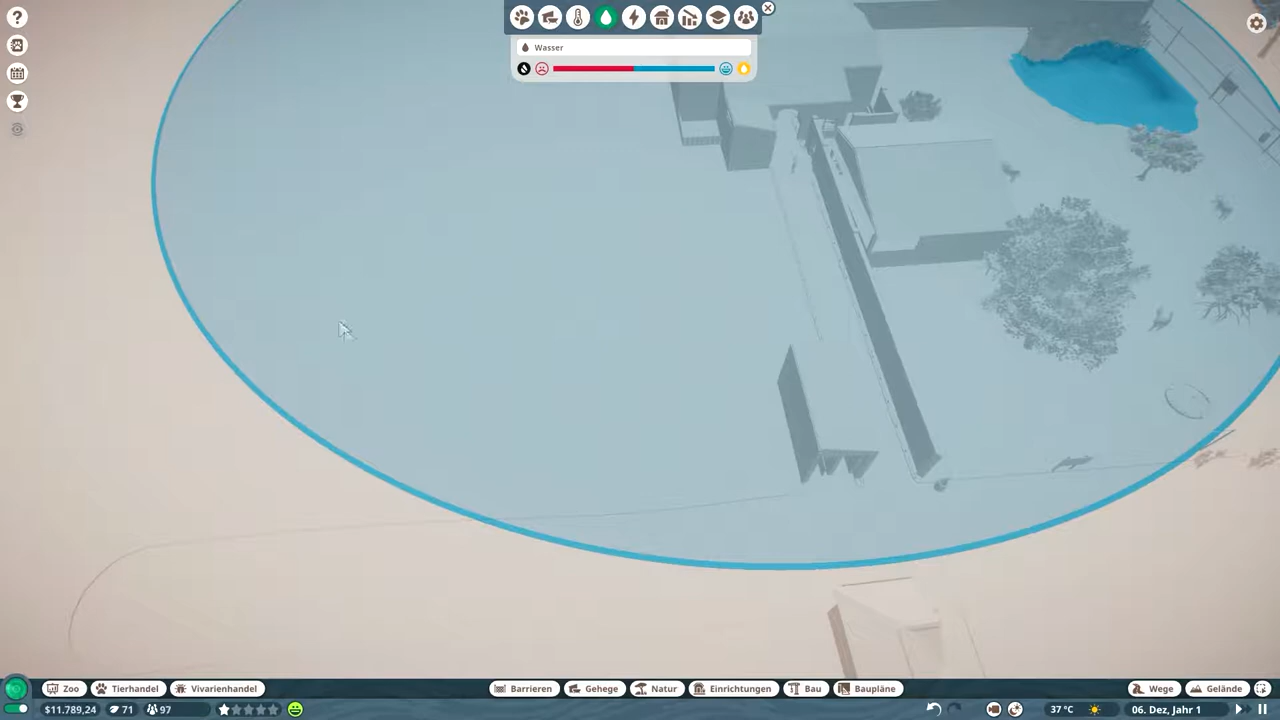 Wasser
Zoo
Tierhandel
Vivarienhandel
Barrieren
Gehege
Natur
Einrichtungen
Bau
Baupläne
Wege
Gelände
$11.789,24
71
97
37 °C
06. Dez, Jahr 1